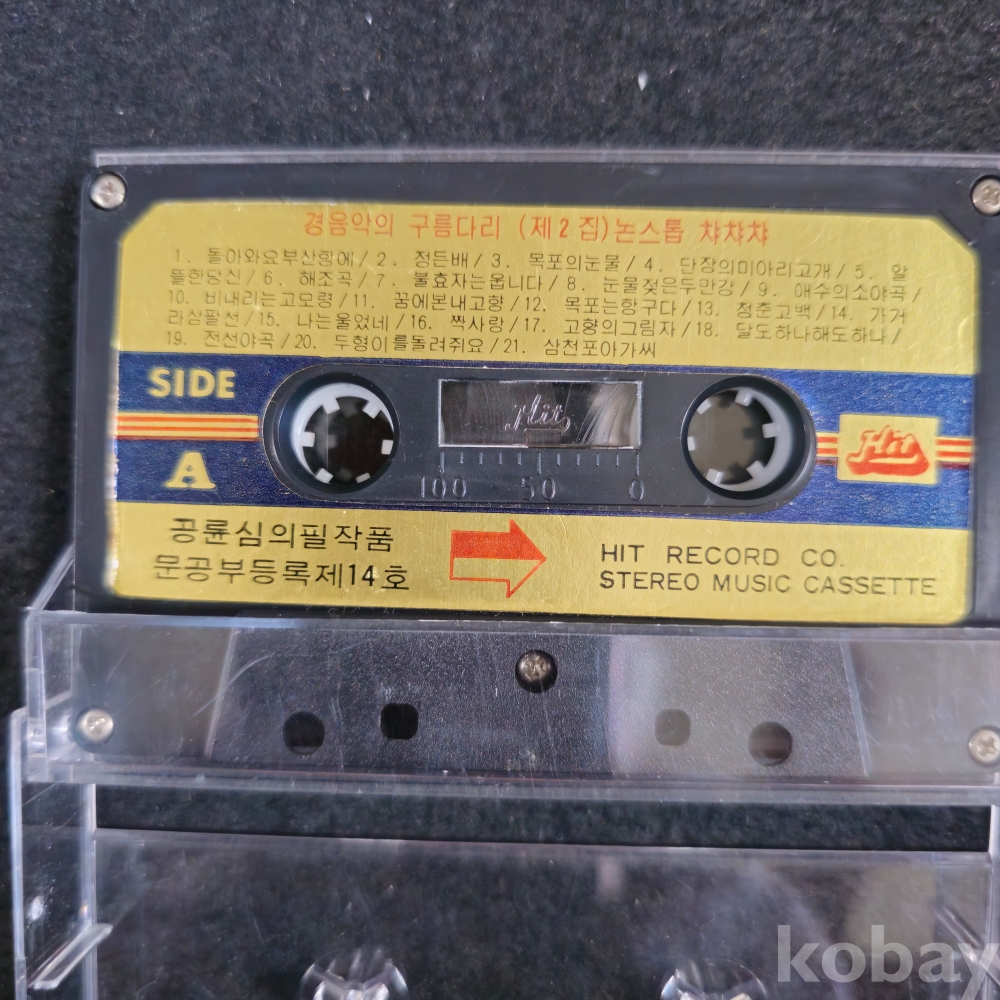 경음악의 구름다리 (제2집)논스톱 챠챠챠
1. 돌아와요부산항에/2. 정든배/3. 목포의눈물/4. 단장의미아리고개/5. 알
뜰한당신/6. 해조곡/7. 불효자는옵니다/8. 눈물젖은두만강/9. 애수의소야곡/
10. 비내리는고모령/11. 꿈에본내고향/12. 목포는항구다/13. 청춘고백/14. 가거
라삼팔선/15. 나는울었네/16. 짝사랑/17. 고향의그림자/18. 달도하나해도하나/
19. 전선야곡/20. 두형이를돌려줘요/21. 삼천포아가씨
SIDE
A
Hit
100 50 0
Hit
공륜심의필작품
문공부등록제14호
HIT RECORD CO.
STEREO MUSIC CASSETTE
kobay